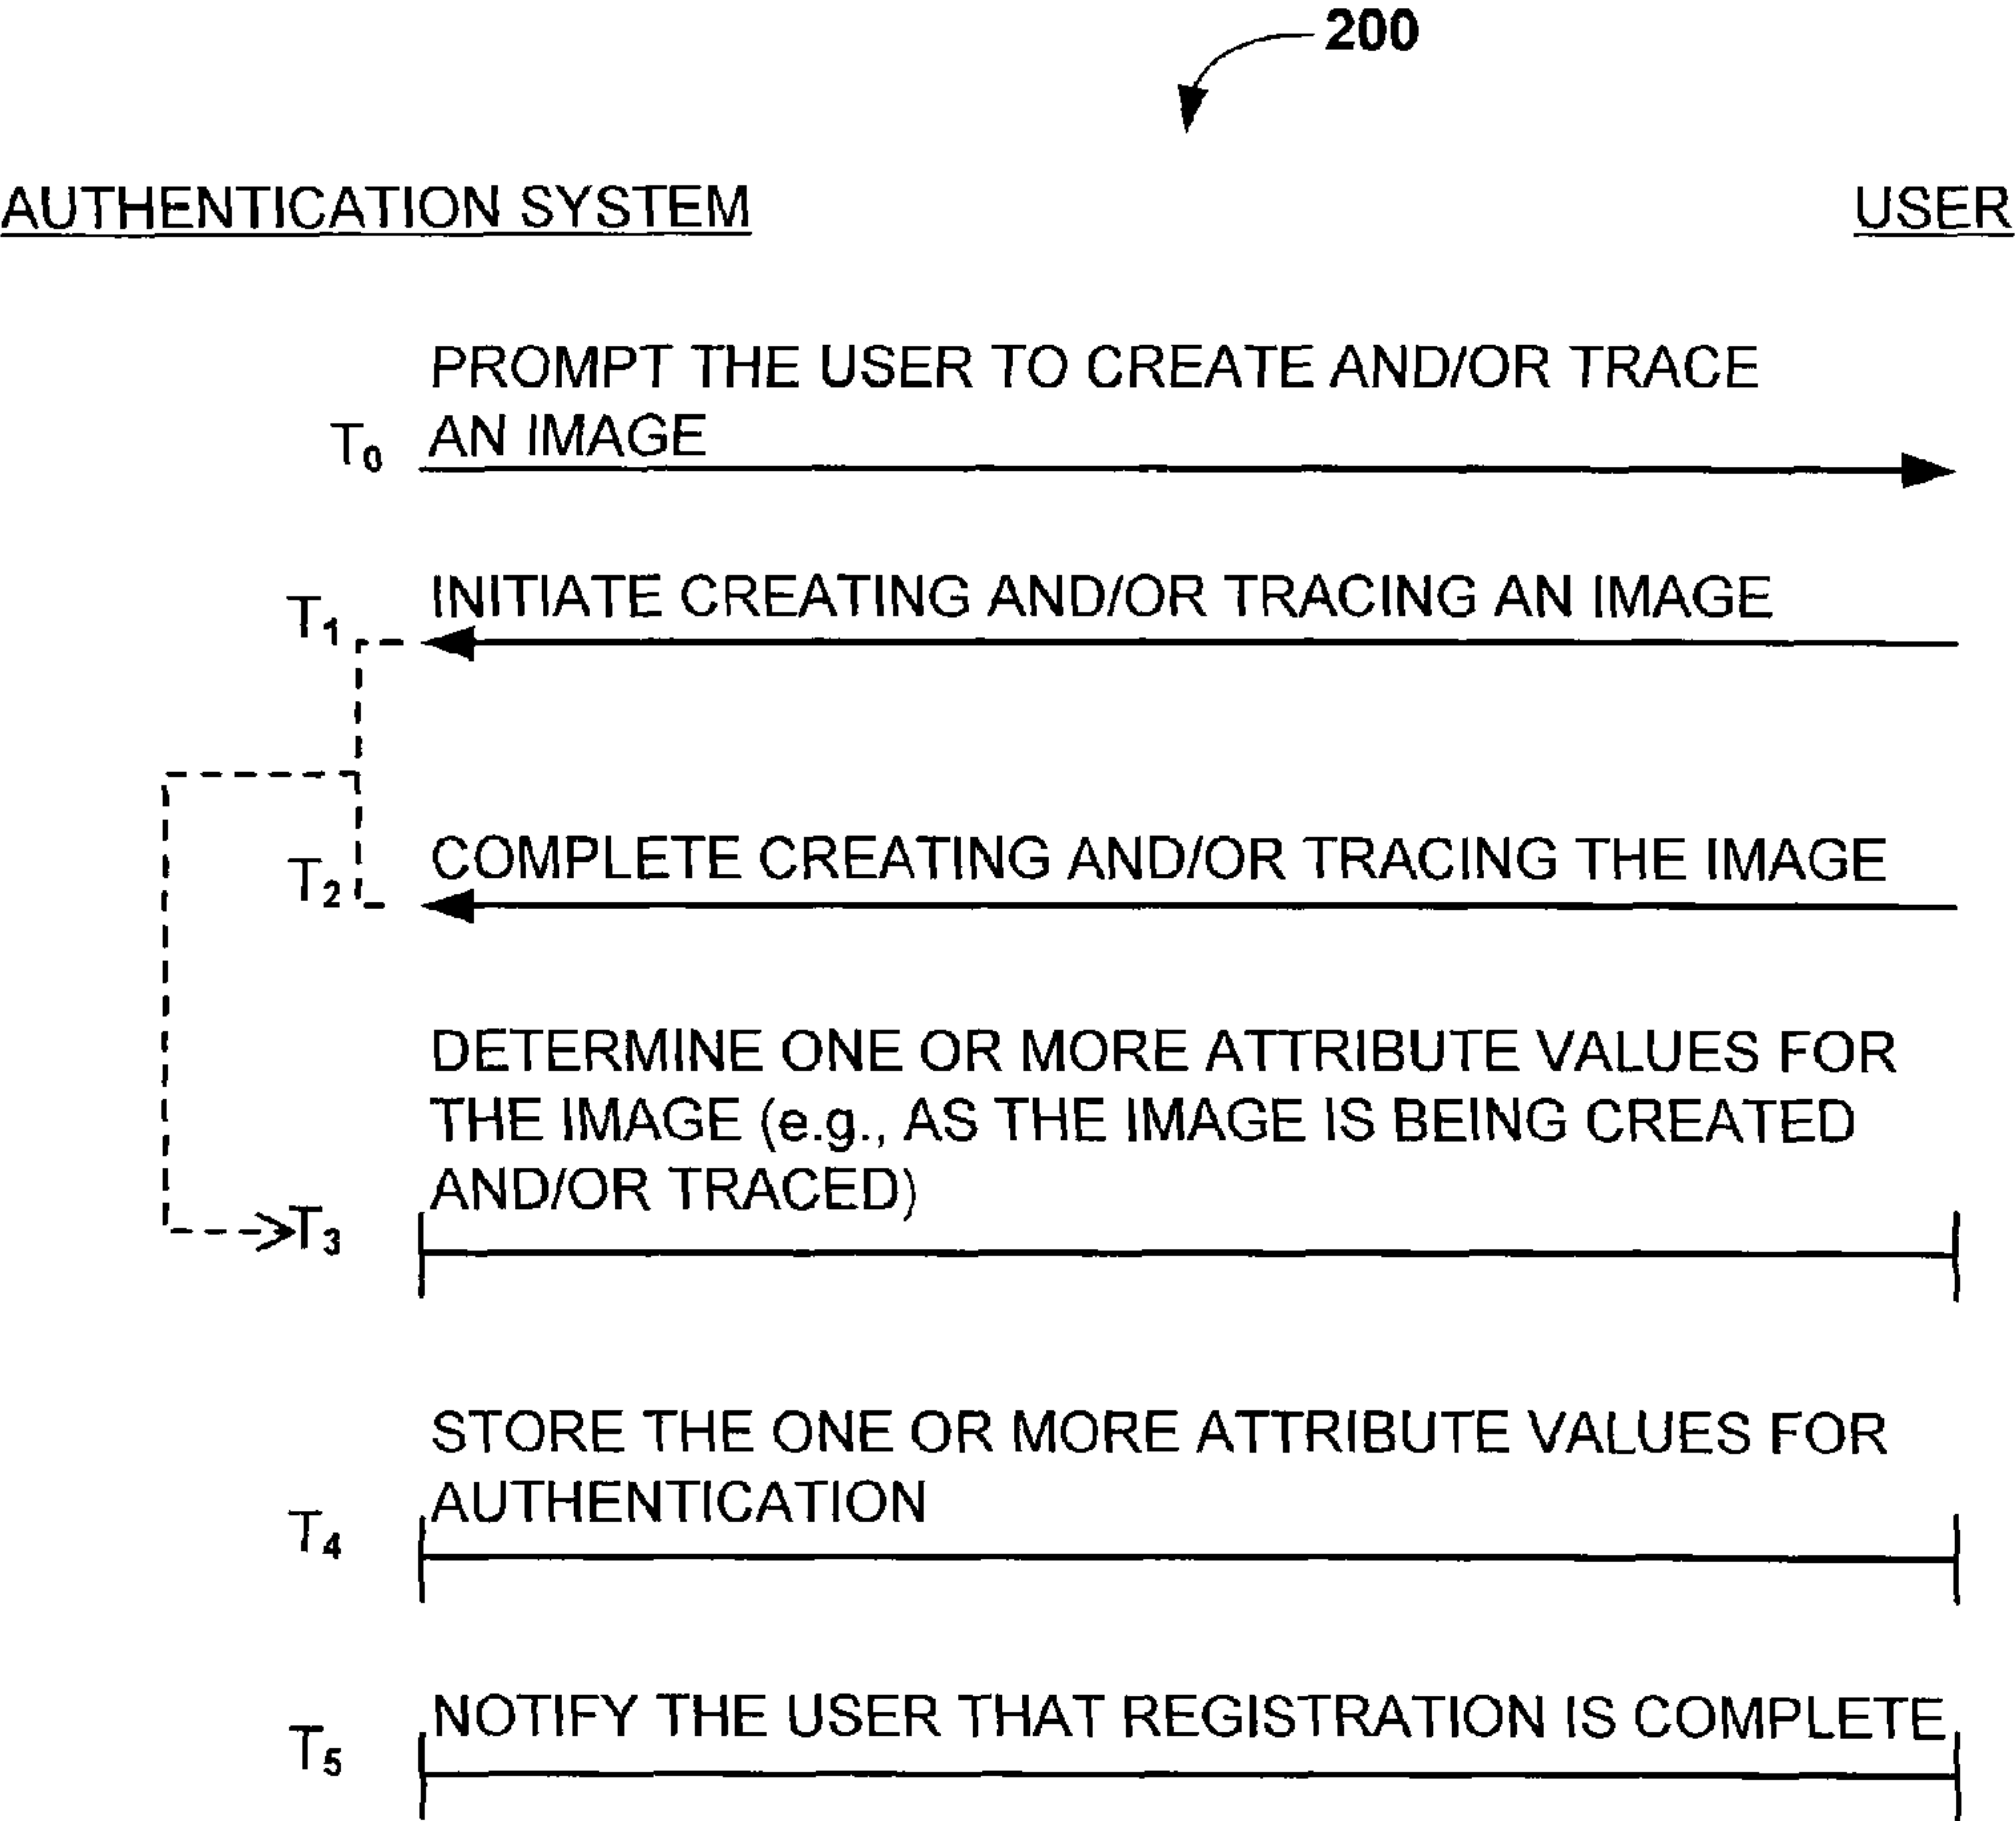 200
AUTHENTICATION SYSTEM
USER
PROMPT THE USER TO CREATE AND/OR TRACE
AN IMAGE
T0
INITIATE CREATING AND/OR TRACING AN IMAGE
T1
COMPLETE CREATING AND/OR TRACING THE IMAGE
T2
DETERMINE ONE OR MORE ATTRIBUTE VALUES FOR
THE IMAGE (e.g., AS THE IMAGE IS BEING CREATED
AND/OR TRACED)
T3
STORE THE ONE OR MORE ATTRIBUTE VALUES FOR
AUTHENTICATION
T4
NOTIFY THE USER THAT REGISTRATION IS COMPLETE
T5